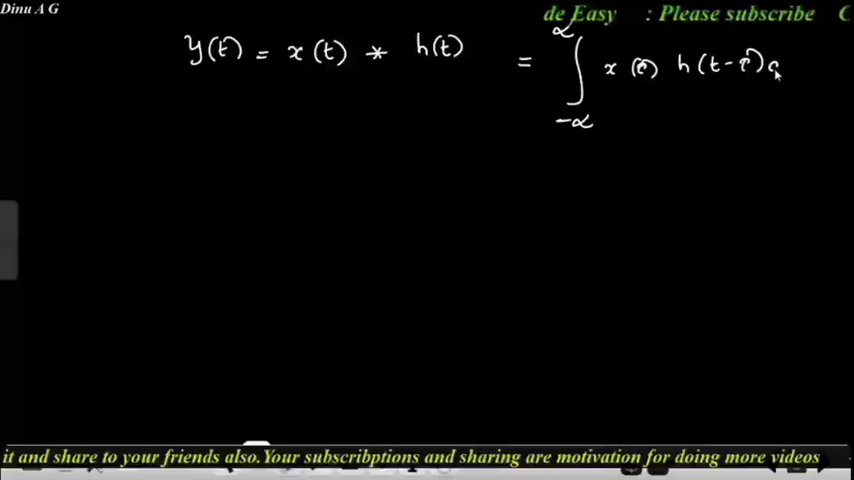 Dinu A G
de Easy : Please subscribe C
y(t) = x(t) * h(t) = ∫ x(τ) h(t-τ)
∞
-∞
it and share to your friends also.Your subscribptions and sharing are motivation for doing more videos